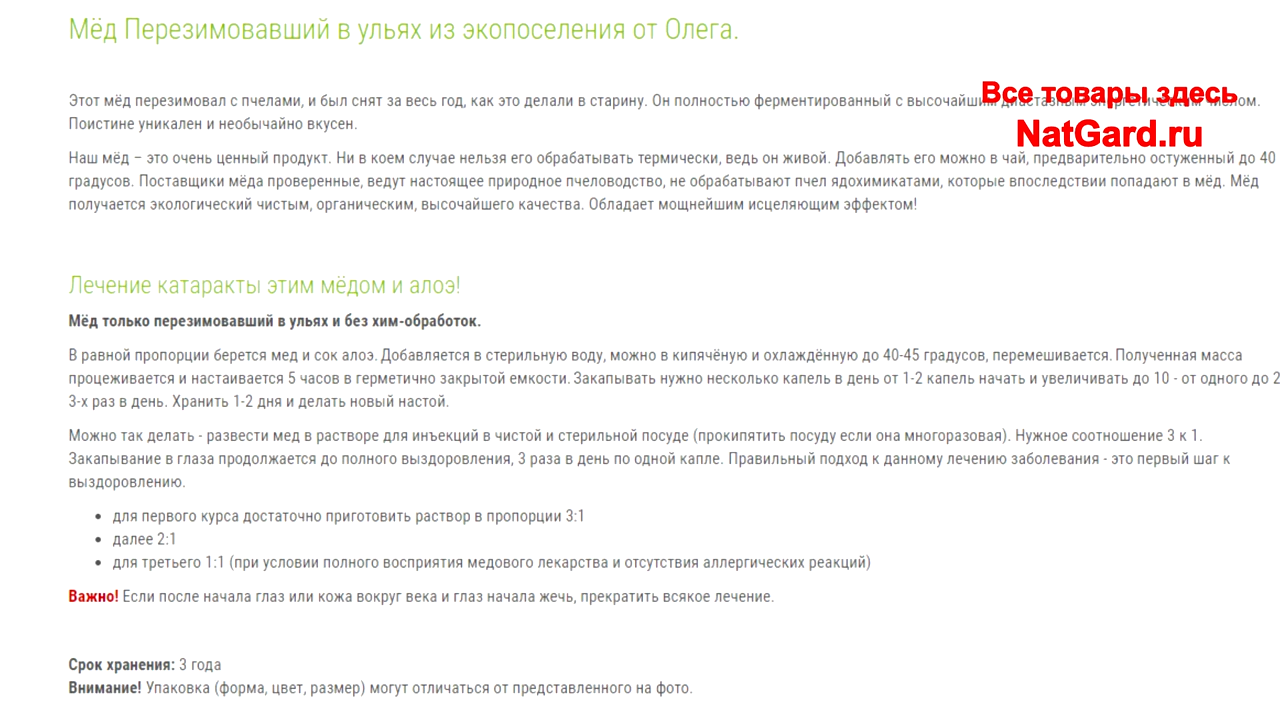 Мёд Перезимовавший в ульях из экопоселения от Олега.
Все товары здесь
NatGard.ru
Этот мёд перезимовал с пчелами, и был снят за весь год, как это делали в старину. Он полностью ферментированный с высочайшим диастазным энергетическим числом.
Поистине уникален и необычайно вкусен.
Наш мёд – это очень ценный продукт. Ни в коем случае нельзя его обрабатывать термически, ведь он живой. Добавлять его можно в чай, предварительно остуженный до 40
градусов. Поставщики мёда проверенные, ведут настоящее природное пчеловодство, не обрабатывают пчел ядохимикатами, которые впоследствии попадают в мёд. Мёд
получается экологический чистым, органическим, высочайшего качества. Обладает мощнейшим исцеляющим эффектом!
Лечение катаракты этим мёдом и алоэ!
Мёд только перезимовавший в ульях и без хим-обработок.
В равной пропорции берется мед и сок алоэ. Добавляется в стерильную воду, можно в кипячёную и охлаждённую до 40-45 градусов, перемешивается. Полученная масса
процеживается и настаивается 5 часов в герметично закрытой емкости. Закапывать нужно несколько капель в день от 1-2 капель начать и увеличивать до 10 - от одного до 2
3-х раз в день. Хранить 1-2 дня и делать новый настой.
Можно так делать - развести мед в растворе для инъекций в чистой и стерильной посуде (прокипятить посуду если она многоразовая). Нужное соотношение 3 к 1.
Закапывание в глаза продолжается до полного выздоровления, 3 раза в день по одной капле. Правильный подход к данному лечению заболевания - это первый шаг к
выздоровлению.
• для первого курса достаточно приготовить раствор в пропорции 3:1
• далее 2:1
• для третьего 1:1 (при условии полного восприятия медового лекарства и отсутствия аллергических реакций)
Важно! Если после начала глаз или кожа вокруг века и глаз начала жечь, прекратить всякое лечение.
Срок хранения: 3 года
Внимание! Упаковка (форма, цвет, размер) могут отличаться от представленного на фото.